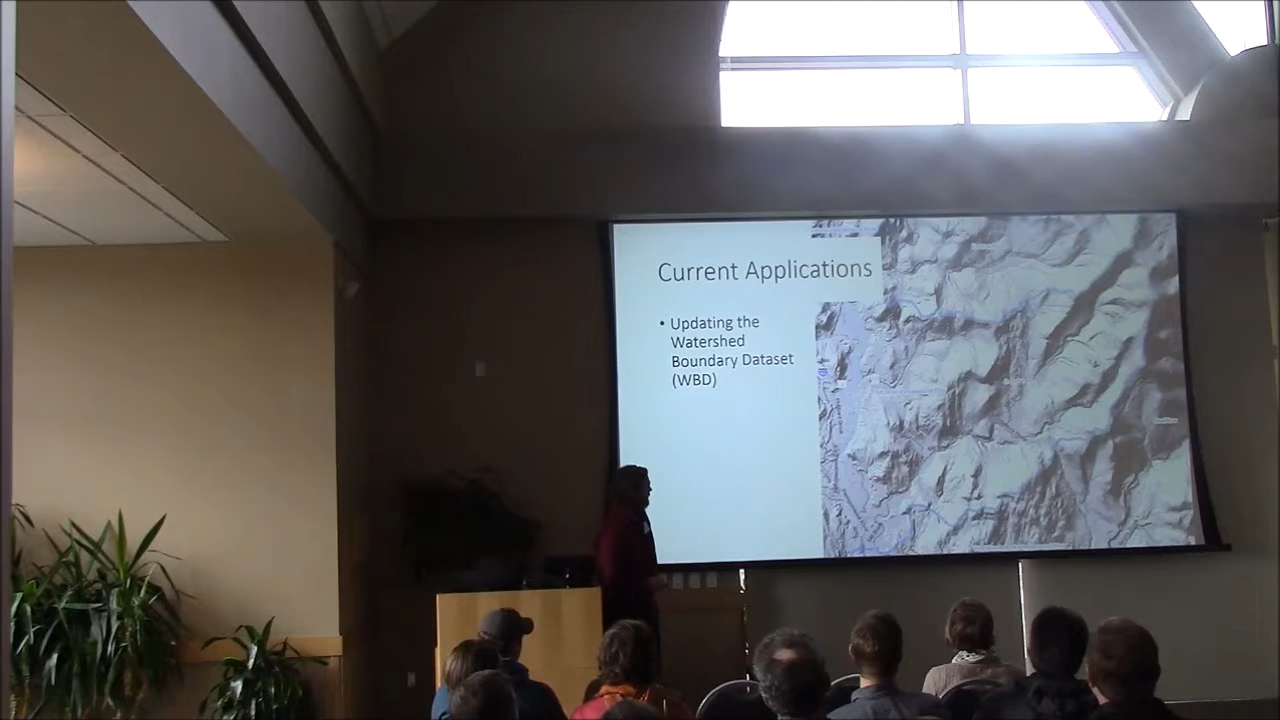 Current Applications
• Updating the
Watershed
Boundary Dataset
(WBD)